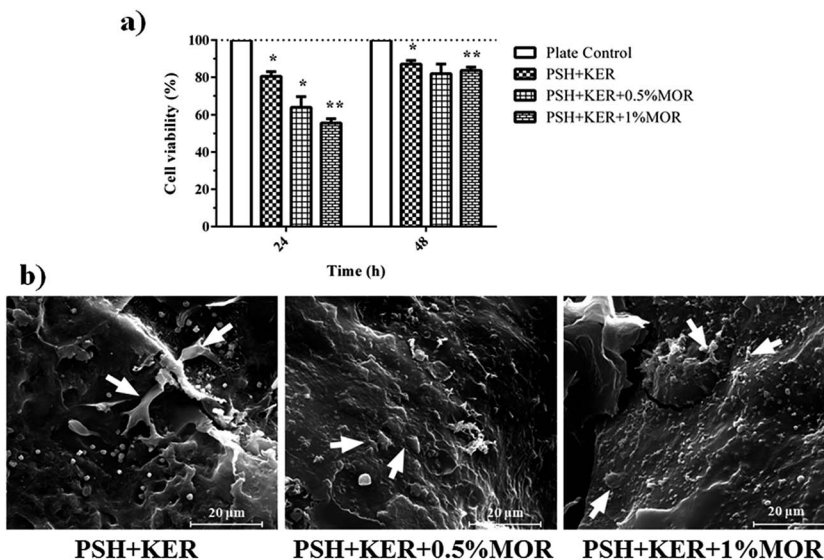 a)
Cell viability (%)
100
80
60
40
20
0
* * ** * **
24 48
Time (h)
Plate Control
PSH+KER
PSH+KER+0.5%MOR
PSH+KER+1%MOR
b)
20 µm 20 µm 20 µm
PSH+KER PSH+KER+0.5%MOR PSH+KER+1%MOR